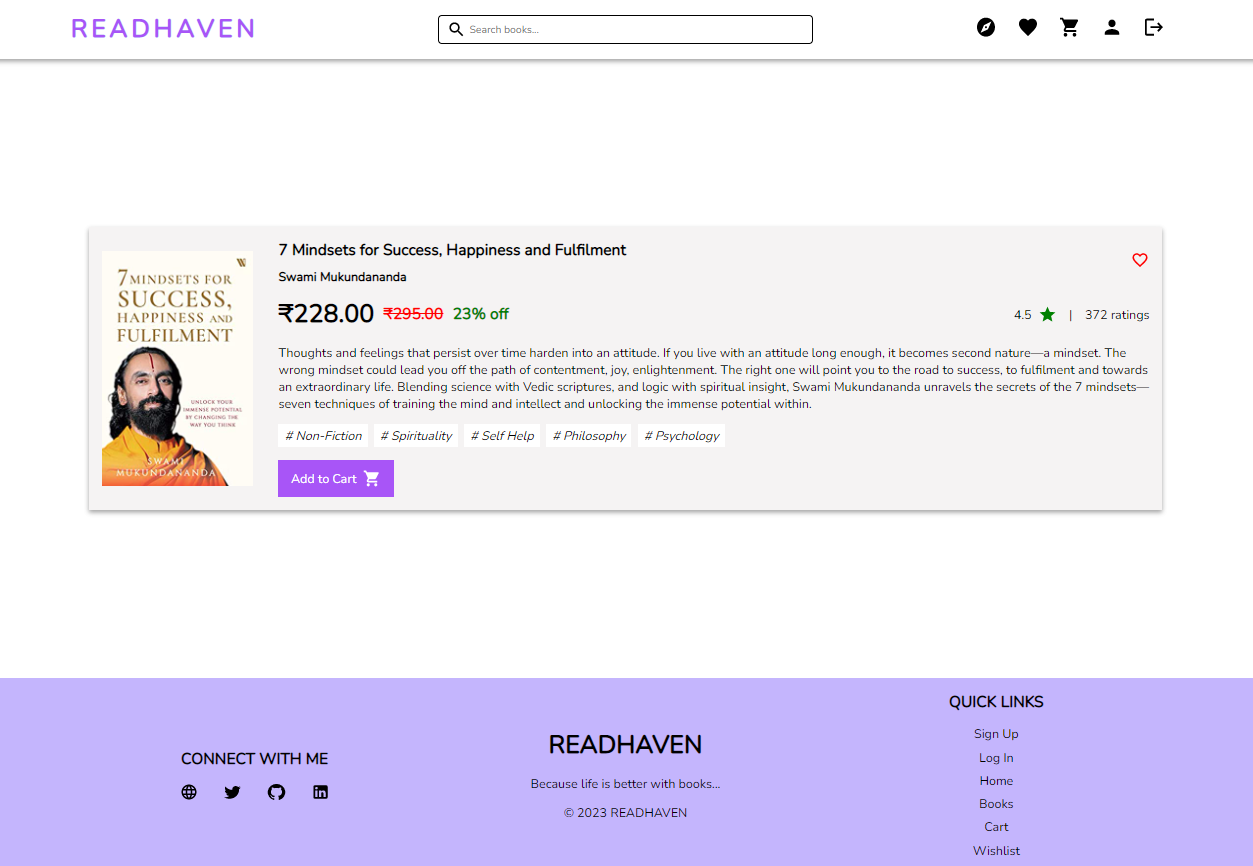 READHAVEN
Search books...
7 MINDSETS FOR
SUCCESS,
HAPPINESS AND
FULFILMENT
UNLOCK YOUR
IMMENSE POTENTIAL
BY CHANGING THE
WAY YOU THINK
SWAMI
MUKUNDANANDA
7 Mindsets for Success, Happiness and Fulfilment
Swami Mukundananda
₹228.00 ₹295.00 23% off
4.5 | 372 ratings
Thoughts and feelings that persist over time harden into an attitude. If you live with an attitude long enough, it becomes second nature—a mindset. The
wrong mindset could lead you off the path of contentment, joy, enlightenment. The right one will point you to the road to success, to fulfilment and towards
an extraordinary life. Blending science with Vedic scriptures, and logic with spiritual insight, Swami Mukundananda unravels the secrets of the 7 mindsets—
seven techniques of training the mind and intellect and unlocking the immense potential within.
# Non-Fiction # Spirituality # Self Help # Philosophy # Psychology
Add to Cart
CONNECT WITH ME
READHAVEN
Because life is better with books...
© 2023 READHAVEN
QUICK LINKS
Sign Up
Log In
Home
Books
Cart
Wishlist